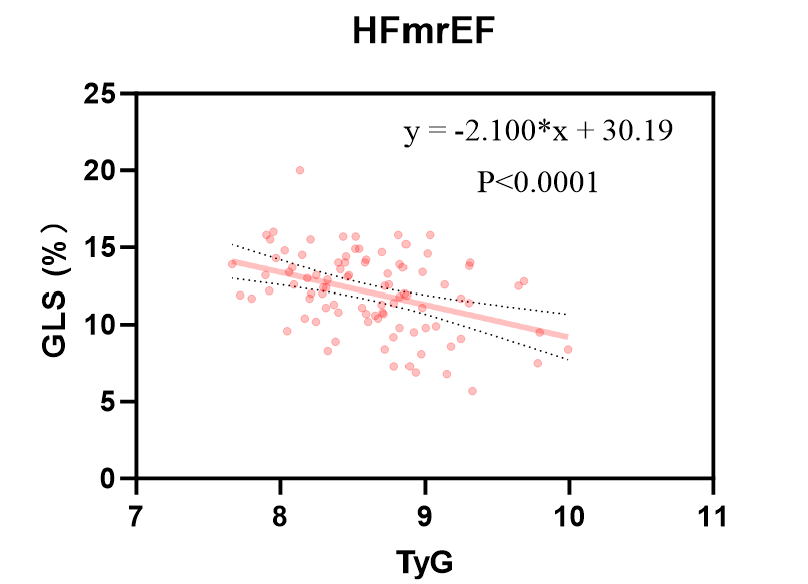 HFmrEF
y = -2.100*x + 30.19
P<0.0001
GLS (%)
25
20
15
10
5
0
7 8 9 10 11
TyG